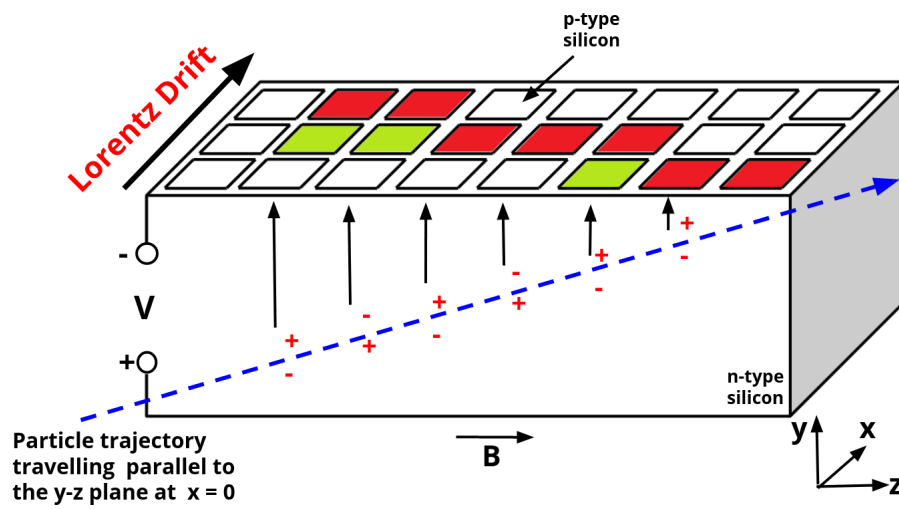 p-type
silicon
Lorentz Drift
-
V
+
+
-
-
+
+
-
-
+
+
-
+
-
n-type
silicon
Particle trajectory
travelling parallel to
the y-z plane at x = 0
B
y
x
z